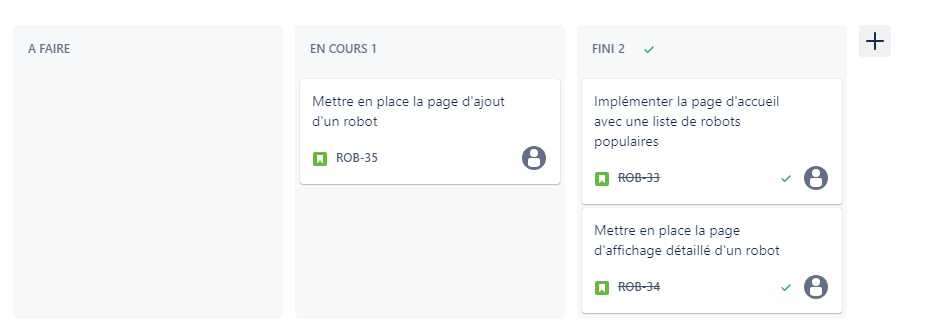 A FAIRE
EN COURS 1
Mettre en place la page d'ajout
d'un robot
ROB-35
FINI 2
Implémenter la page d'accueil
avec une liste de robots
populaires
ROB-33
Mettre en place la page
d'affichage détaillé d'un robot
ROB-34